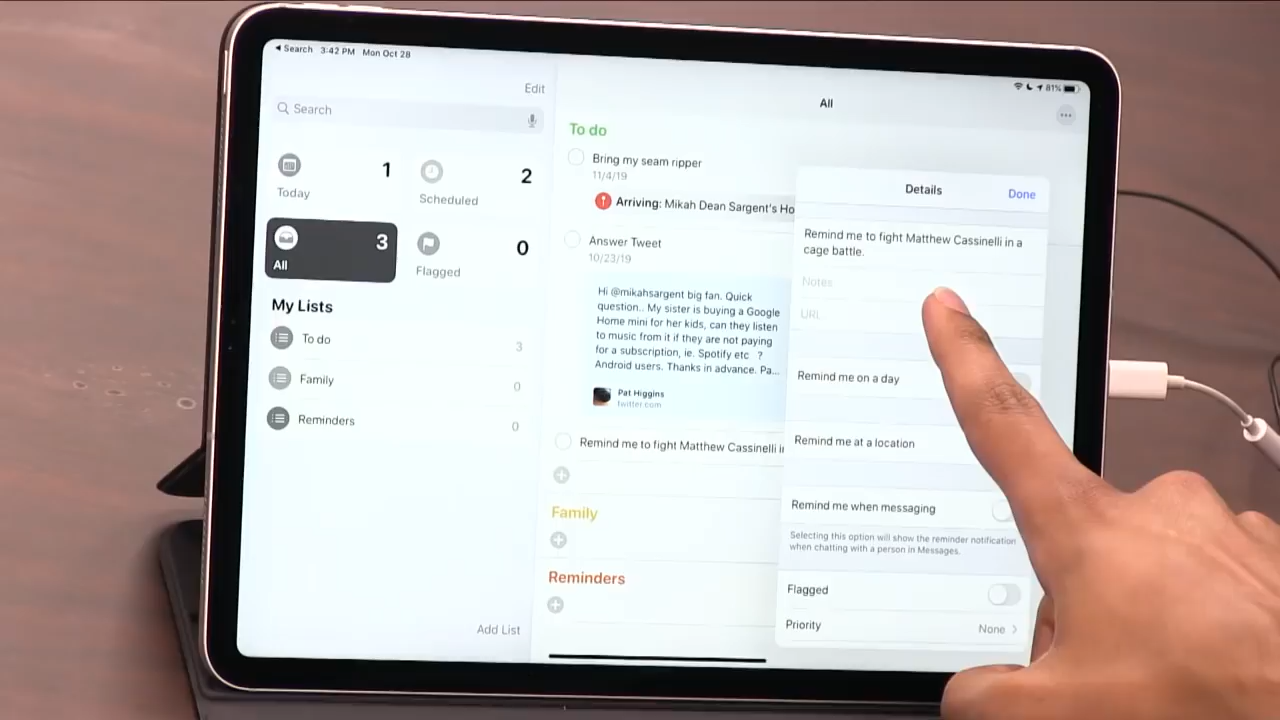 Search 3:42 PM Mon Oct 28
81%
Edit
Search
Today
1
Scheduled
2
All
3
Flagged
0
My Lists
To do
3
Family
0
Reminders
0
Add List
All
To do
Bring my seam ripper
11/4/19
Arriving: Mikah Dean Sargent's Ho
Answer Tweet
10/23/19
Hi @mikahsargent big fan. Quick
question.. My sister is buying a Google
Home mini for her kids, can they listen
to music from it if they are not paying
for a subscription, ie. Spotify etc ?
Android users. Thanks in advance. Pa...
Pat Higgins
twitter.com
Remind me to fight Matthew Cassinelli i
Family
Reminders
Details
Done
Remind me to fight Matthew Cassinelli in a
cage battle.
Notes
URL
Remind me on a day
Remind me at a location
Remind me when messaging
Selecting this option will show the reminder notification
when chatting with a person in Messages.
Flagged
Priority
None